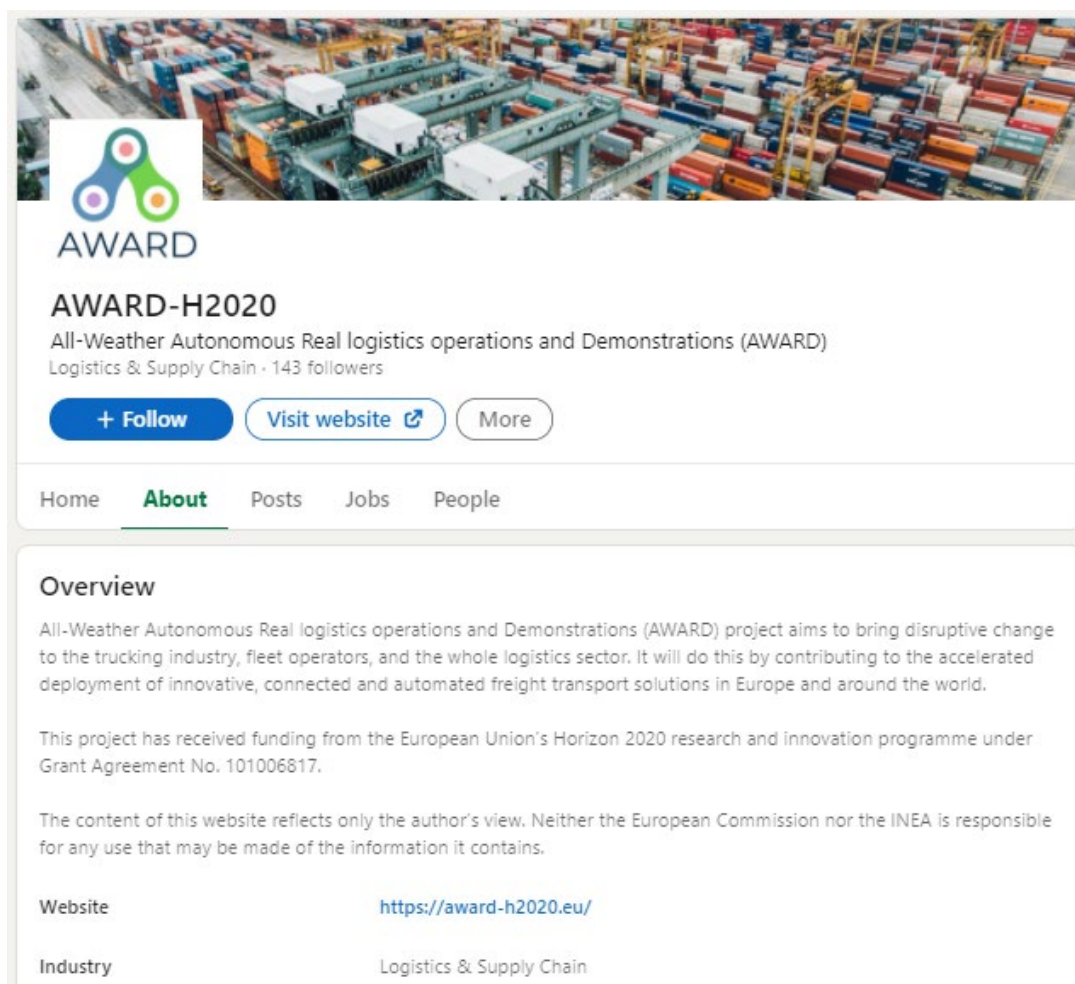 AWARD
AWARD-H2020
All-Weather Autonomous Real logistics operations and Demonstrations (AWARD)
Logistics & Supply Chain · 143 followers
+ Follow
Visit website
More
Home
About
Posts
Jobs
People
Overview
All-Weather Autonomous Real logistics operations and Demonstrations (AWARD) project aims to bring disruptive change
to the trucking industry, fleet operators, and the whole logistics sector. It will do this by contributing to the accelerated
deployment of innovative, connected and automated freight transport solutions in Europe and around the world.
This project has received funding from the European Union's Horizon 2020 research and innovation programme under
Grant Agreement No. 101006817.
The content of this website reflects only the author's view. Neither the European Commission nor the INEA is responsible
for any use that may be made of the information it contains.
Website
https://award-h2020.eu/
Industry
Logistics & Supply Chain